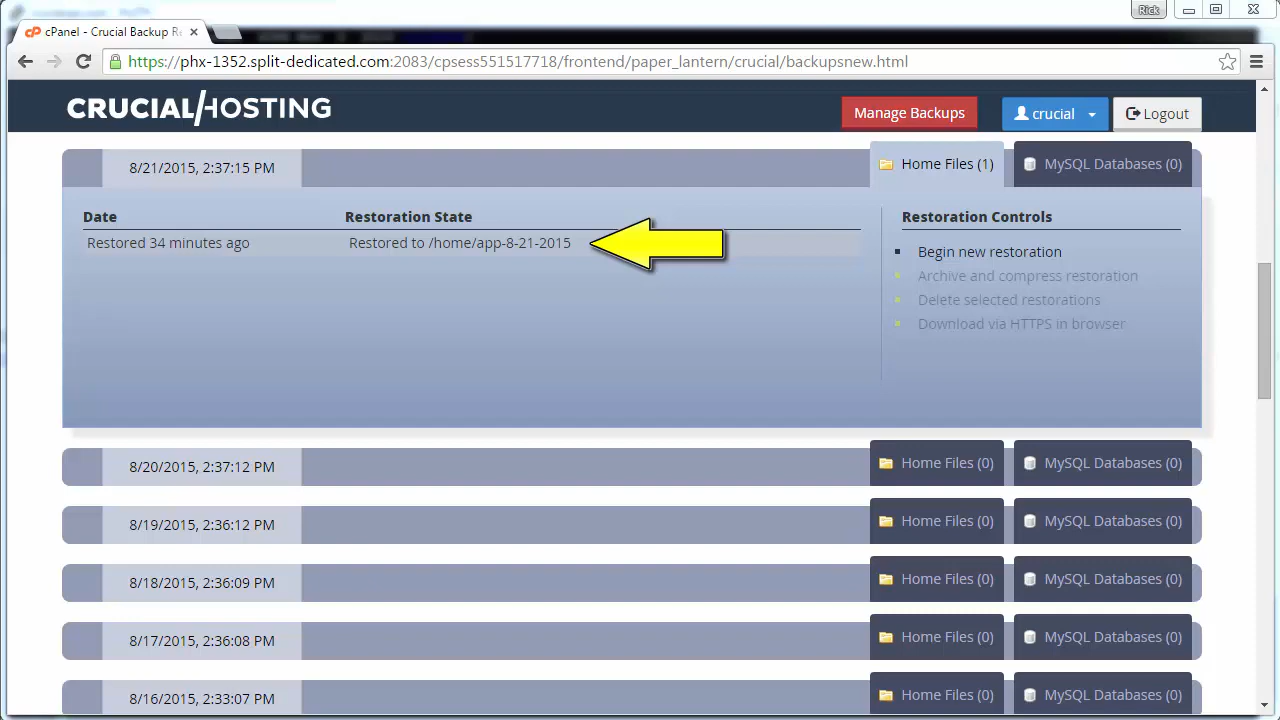 Rick
cPanel - Crucial Backup Re
https://phx-1352.split-dedicated.com:2083/cpsess551517718/frontend/paper_lantern/crucial/backupsnew.html
CRUCIAL/HOSTING
Manage Backups
crucial
Logout
8/21/2015, 2:37:15 PM
Home Files (1)
MySQL Databases (0)
Date
Restoration State
Restoration Controls
Restored 34 minutes ago
Restored to /home/app-8-21-2015
Begin new restoration
Archive and compress restoration
Delete selected restorations
Download via HTTPS in browser
8/20/2015, 2:37:12 PM
Home Files (0)
MySQL Databases (0)
8/19/2015, 2:36:12 PM
Home Files (0)
MySQL Databases (0)
8/18/2015, 2:36:09 PM
Home Files (0)
MySQL Databases (0)
8/17/2015, 2:36:08 PM
Home Files (0)
MySQL Databases (0)
8/16/2015, 2:33:07 PM
Home Files (0)
MySQL Databases (0)